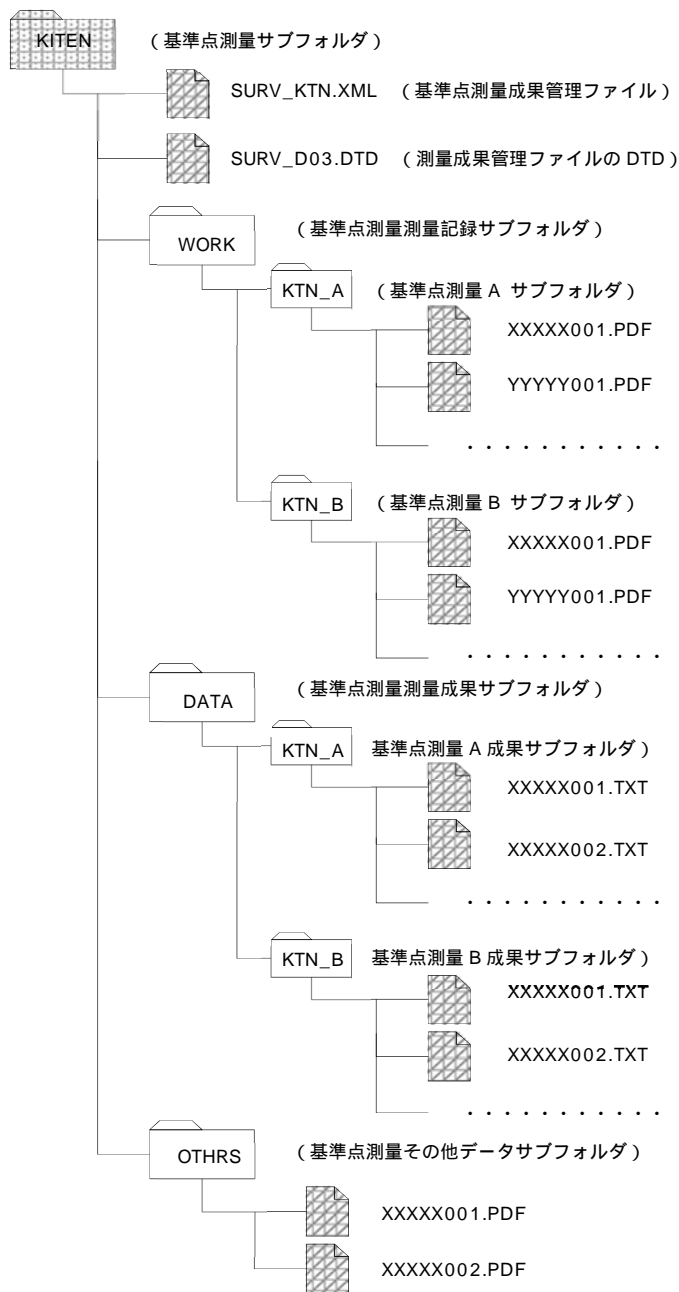 KITEN （基準点測量サブフォルダ）
SURV_KTN.XML （基準点測量成果管理ファイル）
SURV_D03.DTD （測量成果管理ファイルの DTD）
WORK （基準点測量測量記録サブフォルダ）
KTN_A （基準点測量 A サブフォルダ）
XXXXX001.PDF
YYYYY001.PDF
・・・・・・・・・・・
KTN_B （基準点測量 B サブフォルダ）
XXXXX001.PDF
YYYYY001.PDF
・・・・・・・・・・・
DATA （基準点測量測量成果サブフォルダ）
KTN_A 基準点測量 A 成果サブフォルダ）
XXXXX001.TXT
XXXXX002.TXT
・・・・・・・・・・・
KTN_B 基準点測量 B 成果サブフォルダ）
XXXXX001.TXT
XXXXX002.TXT
・・・・・・・・・・・
OTHRS （基準点測量その他データサブフォルダ）
XXXXX001.PDF
XXXXX002.PDF